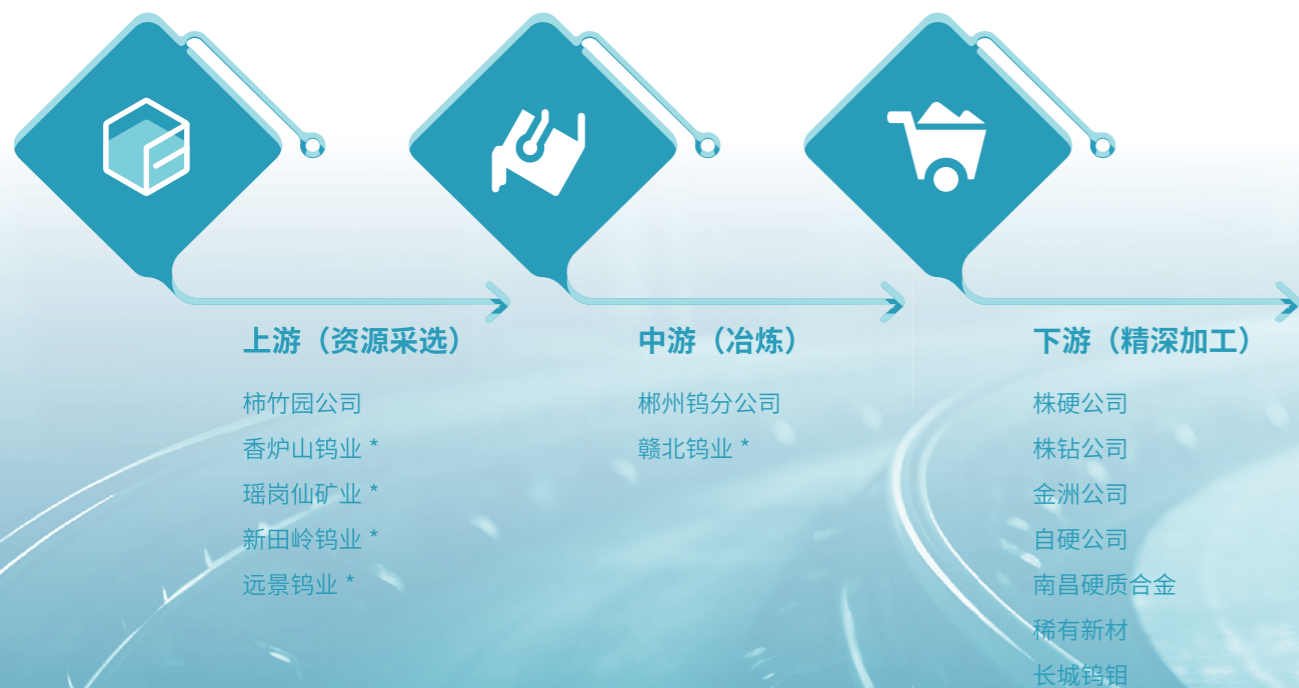 上游（资源采选）
柿竹园公司
香炉山钨业 *
瑶岗仙矿业 *
新田岭钨业 *
远景钨业 *
中游（冶炼）
郴州钨分公司
赣北钨业 *
下游（精深加工）
株硬公司
株钻公司
金洲公司
自硬公司
南昌硬质合金
稀有新材
长城钨钼